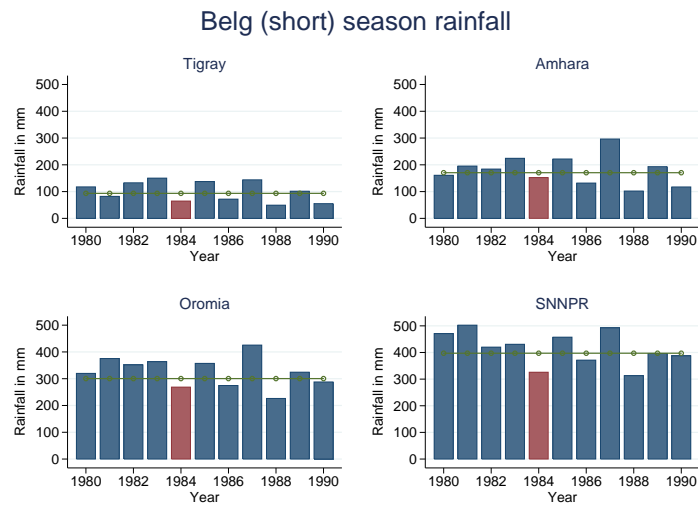 Belg (short) season rainfall
Tigray
Rainfall in mm
500
400
300
200
100
0
1980 1982 1984 1986 1988 1990
Year
Amhara
Rainfall in mm
500
400
300
200
100
0
1980 1982 1984 1986 1988 1990
Year
Oromia
Rainfall in mm
500
400
300
200
100
0
1980 1982 1984 1986 1988 1990
Year
SNNPR
Rainfall in mm
500
400
300
200
100
0
1980 1982 1984 1986 1988 1990
Year